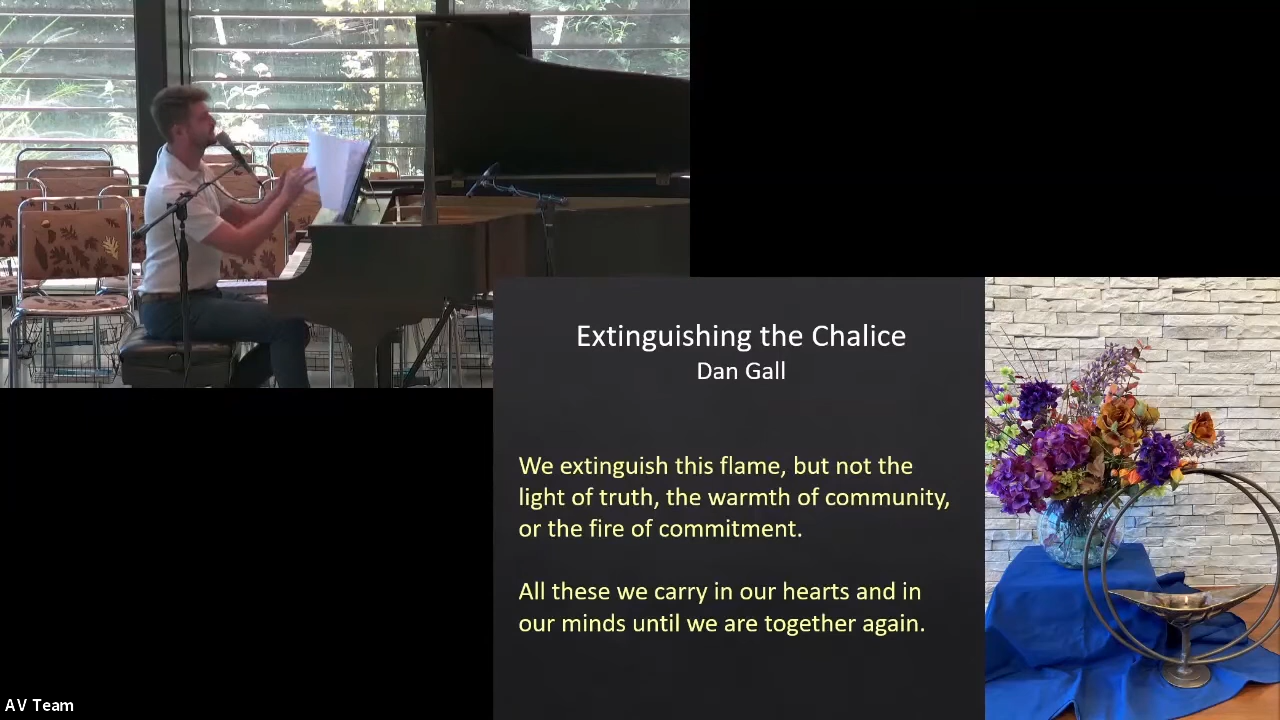 Extinguishing the Chalice
Dan Gall
We extinguish this flame, but not the
light of truth, the warmth of community,
or the fire of commitment.
All these we carry in our hearts and in
our minds until we are together again.
AV Team